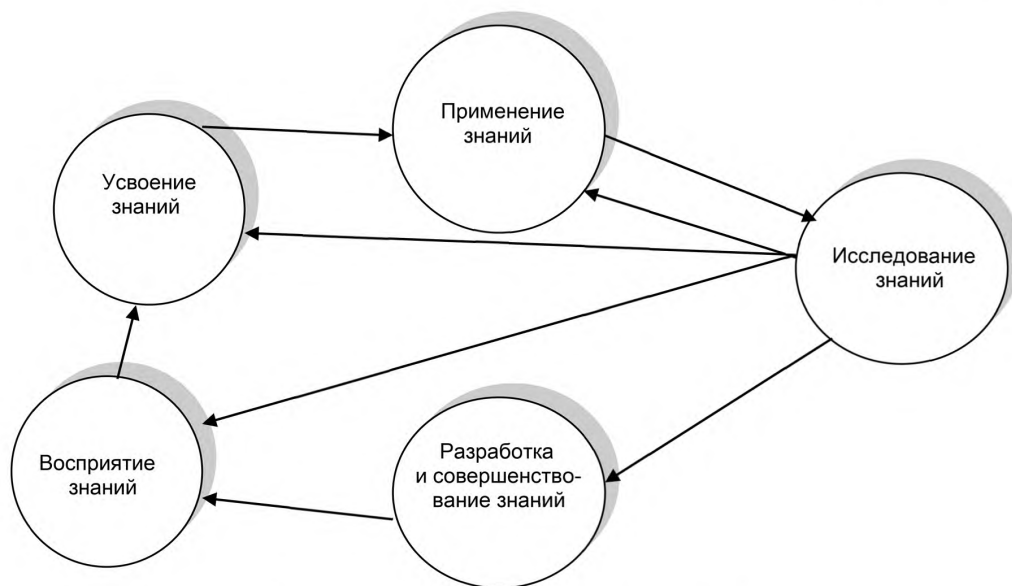 Применение
знаний
Усвоение
знаний
Исследование
знаний
Восприятие
знаний
Разработка
и совершенство-
вание знаний